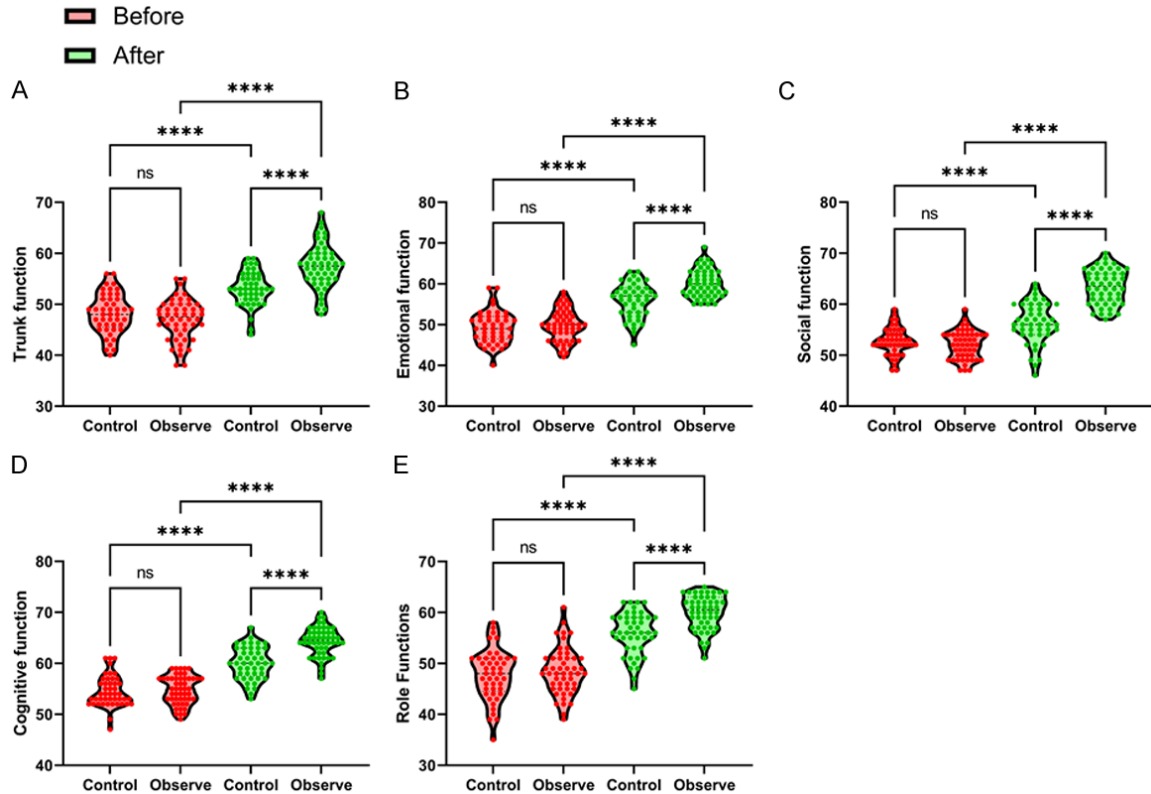 Before
After
A
****
****
ns
****
Trunk function
70
60
50
40
30
Control Observe Control Observe
B
****
****
ns
****
Emotional function
80
70
60
50
40
30
Control Observe Control Observe
C
****
****
ns
****
Social function
80
70
60
50
40
Control Observe Control Observe
D
****
****
ns
****
Cognitive function
80
70
60
50
40
Control Observe Control Observe
E
****
****
ns
****
Role Functions
70
60
50
40
30
Control Observe Control Observe